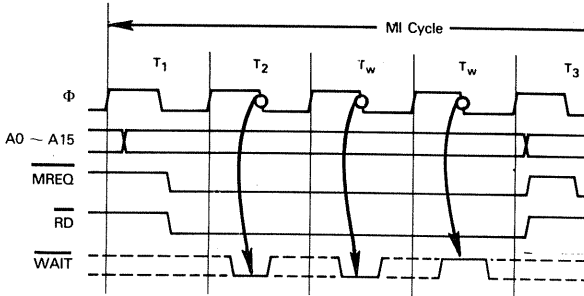 MI Cycle
T1 T2 Tw Tw T3
Φ
A0 ~ A15
MREQ
RD
WAIT